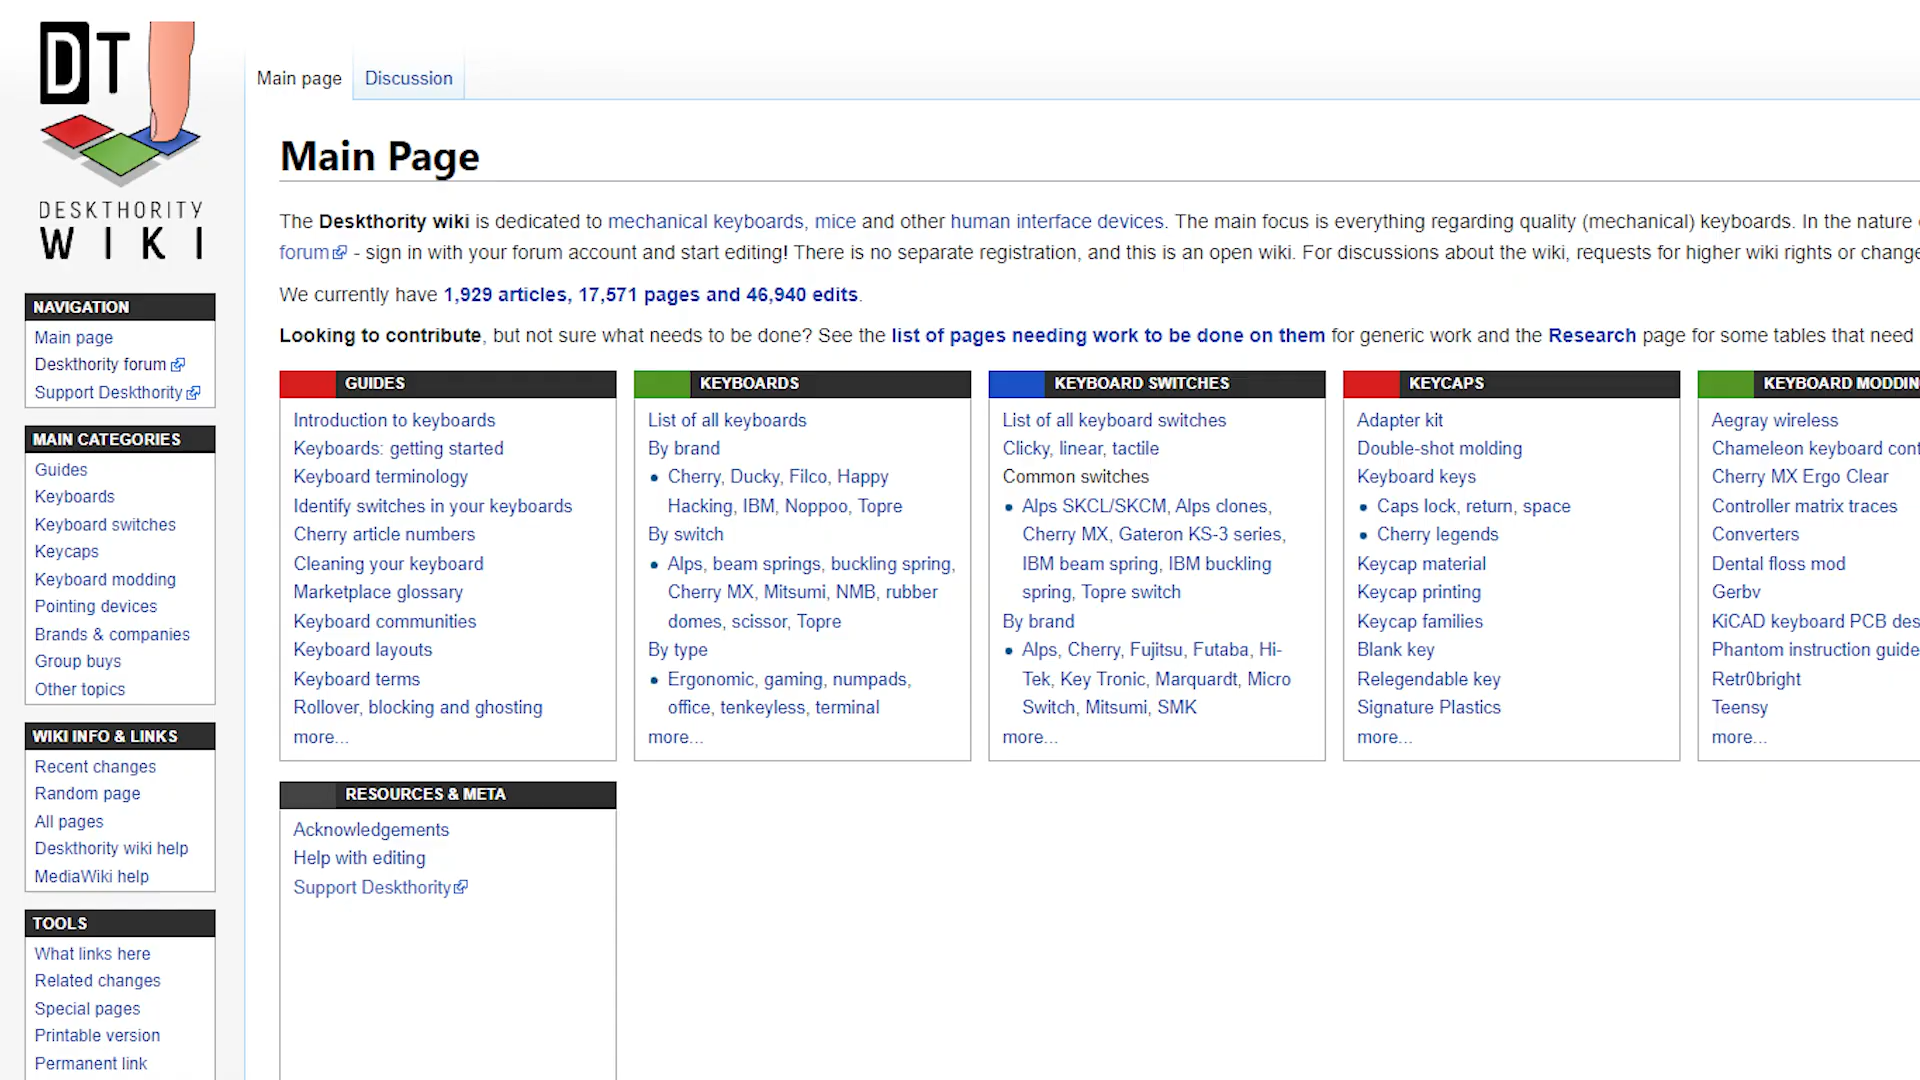 DT
DESKTHORITY
WIKI
Main page
Discussion
Main Page
The Deskthority wiki is dedicated to mechanical keyboards, mice and other human interface devices. The main focus is everything regarding quality (mechanical) keyboards. In the nature
forum - sign in with your forum account and start editing! There is no separate registration, and this is an open wiki. For discussions about the wiki, requests for higher wiki rights or change
We currently have 1,929 articles, 17,571 pages and 46,940 edits.
Looking to contribute, but not sure what needs to be done? See the list of pages needing work to be done on them for generic work and the Research page for some tables that need
NAVIGATION
Main page
Deskthority forum
Support Deskthority
MAIN CATEGORIES
Guides
Keyboards
Keyboard switches
Keycaps
Keyboard modding
Pointing devices
Brands & companies
Group buys
Other topics
WIKI INFO & LINKS
Recent changes
Random page
All pages
Deskthority wiki help
MediaWiki help
TOOLS
What links here
Related changes
Special pages
Printable version
Permanent link
GUIDES
Introduction to keyboards
Keyboards: getting started
Keyboard terminology
Identify switches in your keyboards
Cherry article numbers
Cleaning your keyboard
Marketplace glossary
Keyboard communities
Keyboard layouts
Keyboard terms
Rollover, blocking and ghosting
more...
KEYBOARDS
List of all keyboards
By brand
Cherry, Ducky, Filco, Happy
Hacking, IBM, Noppoo, Topre
By switch
Alps, beam springs, buckling spring,
Cherry MX, Mitsumi, NMB, rubber
domes, scissor, Topre
By type
Ergonomic, gaming, numpads,
office, tenkeyless, terminal
more...
KEYBOARD SWITCHES
List of all keyboard switches
Clicky, linear, tactile
Common switches
Alps SKCL/SKCM, Alps clones,
Cherry MX, Gateron KS-3 series,
IBM beam spring, IBM buckling
spring, Topre switch
By brand
Alps, Cherry, Fujitsu, Futaba, Hi-
Tek, Key Tronic, Marquardt, Micro
Switch, Mitsumi, SMK
more...
KEYCAPS
Adapter kit
Double-shot molding
Keyboard keys
Caps lock, return, space
Cherry legends
Keycap material
Keycap printing
Keycap families
Blank key
Relegendable key
Signature Plastics
more...
KEYBOARD MODDIN
Aegray wireless
Chameleon keyboard cont
Cherry MX Ergo Clear
Controller matrix traces
Converters
Dental floss mod
Gerbv
KiCAD keyboard PCB des
Phantom instruction guide
Retr0bright
Teensy
more...
RESOURCES & META
Acknowledgements
Help with editing
Support Deskthority